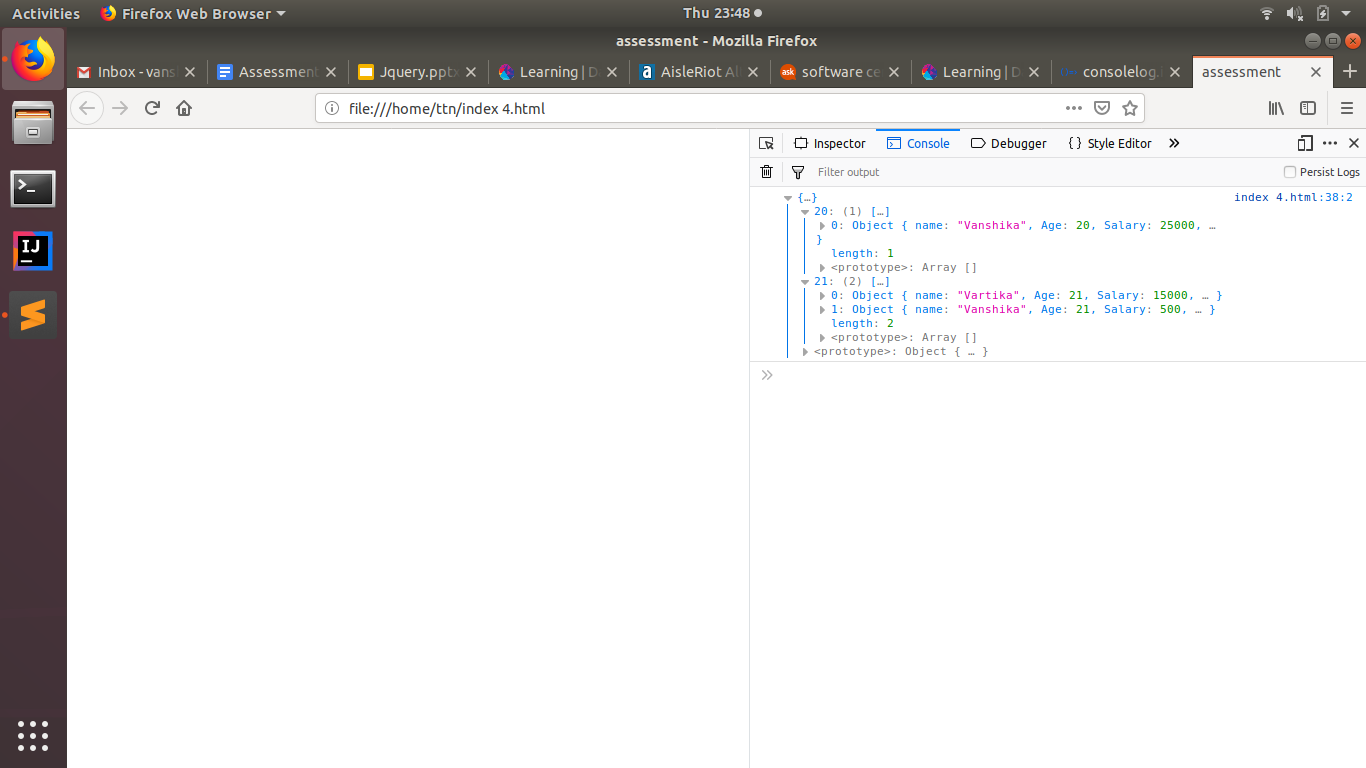 Activities Firefox Web Browser Thu 23:48
assessment - Mozilla Firefox
Inbox - vans Assessment Jquery.pptx Learning | D AisleRiot Al ask software ce Learning | D consolelog. assessment
file:///home/ttn/index 4.html
Inspector Console Debugger { } Style Editor
Filter output Persist Logs
{…} index 4.html:38:2
20: (1) […]
0: Object { name: "Vanshika", Age: 20, Salary: 25000, …
}
length: 1
<prototype>: Array []
21: (2) […]
0: Object { name: "Vartika", Age: 21, Salary: 15000, … }
1: Object { name: "Vanshika", Age: 21, Salary: 500, … }
length: 2
<prototype>: Array []
<prototype>: Object { … }
IJ